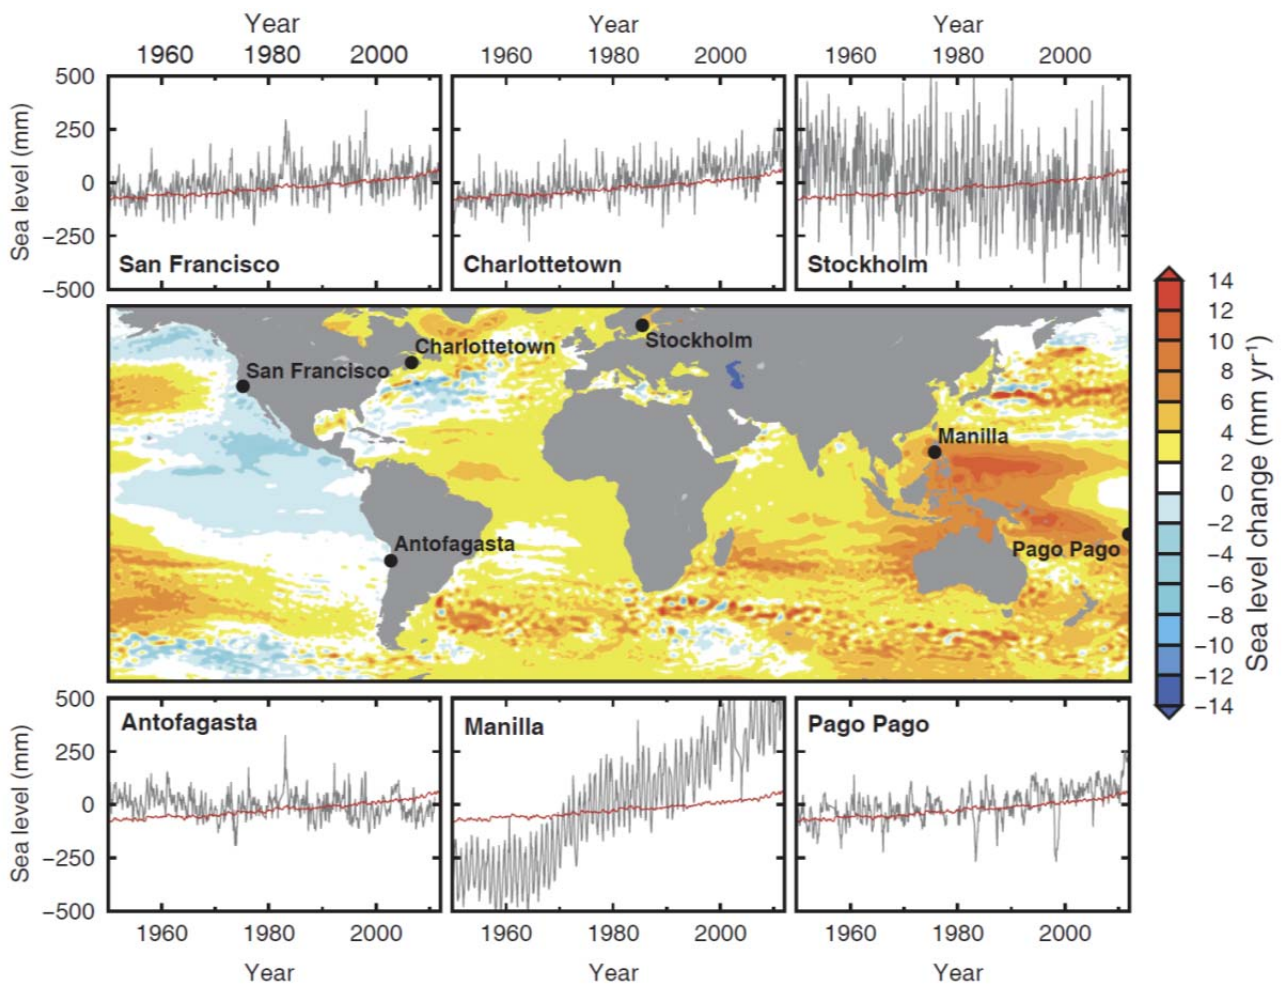 Year Year Year
1960 1980 2000 1960 1980 2000 1960 1980 2000
Sea level (mm)
500
250
0
−250
−500
San Francisco Charlottetown Stockholm
Charlottetown
Stockholm
San Francisco
Manilla
Antofagasta
Pago Pago
14
12
10
8
6
4
2
0
−2
−4
−6
−8
−10
−12
−14
Sea level change (mm yr⁻¹)
Sea level (mm)
500
250
0
−250
−500
Antofagasta Manilla Pago Pago
1960 1980 2000 1960 1980 2000 1960 1980 2000
Year Year Year